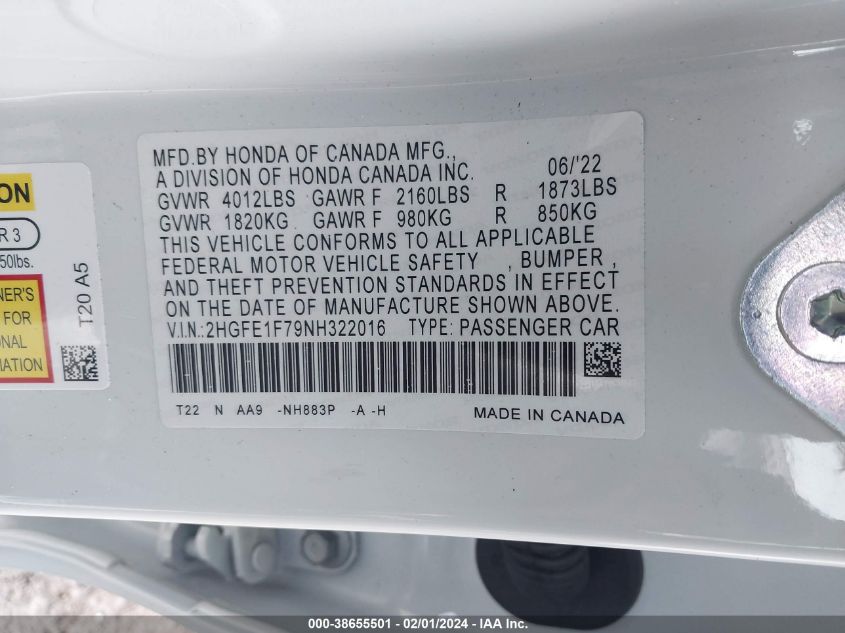 MFD.BY HONDA OF CANADA MFG.,
A DIVISION OF HONDA CANADA INC. 06/'22
GVWR 4012LBS GAWR F 2160LBS R 1873LBS
GVWR 1820KG GAWR F 980KG R 850KG
THIS VEHICLE CONFORMS TO ALL APPLICABLE
FEDERAL MOTOR VEHICLE SAFETY , BUMPER ,
AND THEFT PREVENTION STANDARDS IN EFFECT
ON THE DATE OF MANUFACTURE SHOWN ABOVE.
V.I.N.:2HGFE1F79NH322016 TYPE: PASSENGER CAR
T22 N AA9 -NH883P -A -H MADE IN CANADA
ON
R 3
50lbs.
NER'S
FOR
ONAL
MATION
T20 A5
000-38655501 - 02/01/2024 - IAA Inc.